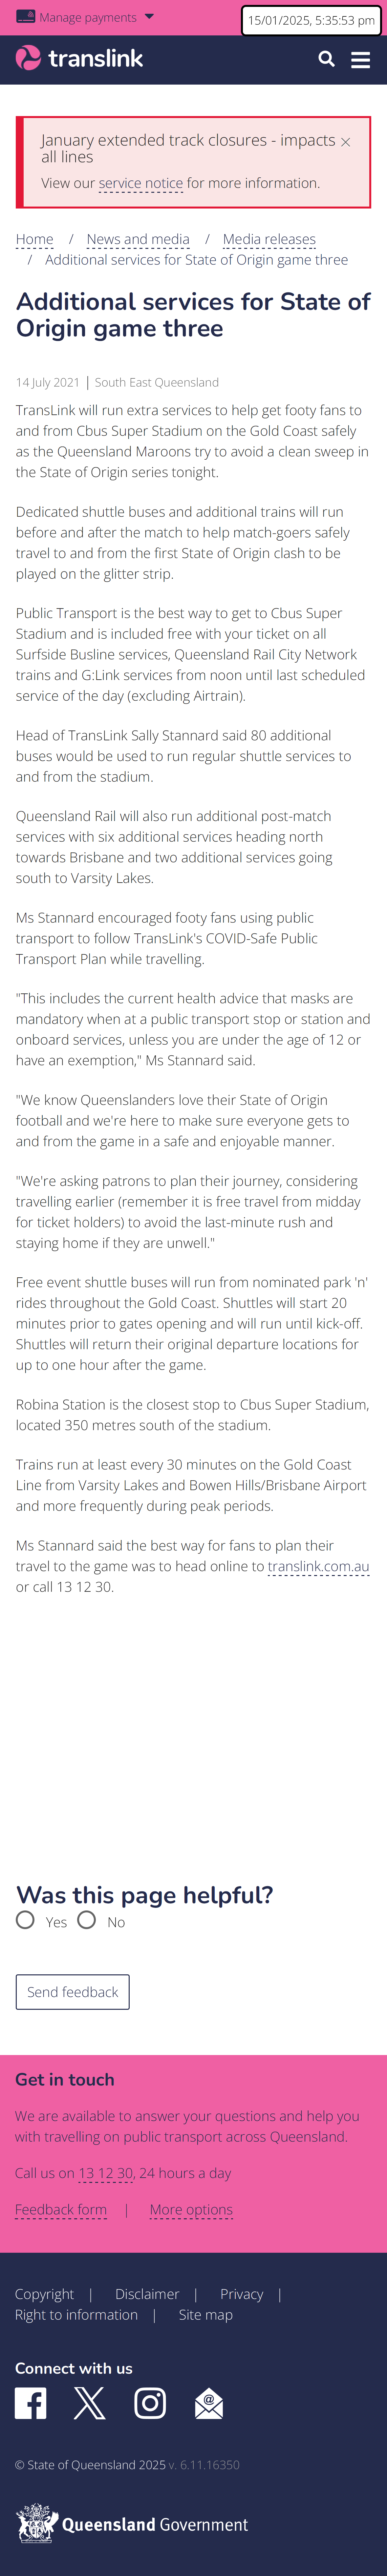 Manage payments
15/01/2025, 5:35:53 pm
translink
January extended track closures - impacts
all lines
View our service notice for more information.
Home / News and media / Media releases
/ Additional services for State of Origin game three
Additional services for State of
Origin game three
14 July 2021 | South East Queensland
TransLink will run extra services to help get footy fans to
and from Cbus Super Stadium on the Gold Coast safely
as the Queensland Maroons try to avoid a clean sweep in
the State of Origin series tonight.
Dedicated shuttle buses and additional trains will run
before and after the match to help match-goers safely
travel to and from the first State of Origin clash to be
played on the glitter strip.
Public Transport is the best way to get to Cbus Super
Stadium and is included free with your ticket on all
Surfside Busline services, Queensland Rail City Network
trains and G:Link services from noon until last scheduled
service of the day (excluding Airtrain).
Head of TransLink Sally Stannard said 80 additional
buses would be used to run regular shuttle services to
and from the stadium.
Queensland Rail will also run additional post-match
services with six additional services heading north
towards Brisbane and two additional services going
south to Varsity Lakes.
Ms Stannard encouraged footy fans using public
transport to follow TransLink's COVID-Safe Public
Transport Plan while travelling.
"This includes the current health advice that masks are
mandatory when at a public transport stop or station and
onboard services, unless you are under the age of 12 or
have an exemption," Ms Stannard said.
"We know Queenslanders love their State of Origin
football and we're here to make sure everyone gets to
and from the game in a safe and enjoyable manner.
"We're asking patrons to plan their journey, considering
travelling earlier (remember it is free travel from midday
for ticket holders) to avoid the last-minute rush and
staying home if they are unwell."
Free event shuttle buses will run from nominated park 'n'
rides throughout the Gold Coast. Shuttles will start 20
minutes prior to gates opening and will run until kick-off.
Shuttles will return their original departure locations for
up to one hour after the game.
Robina Station is the closest stop to Cbus Super Stadium,
located 350 metres south of the stadium.
Trains run at least every 30 minutes on the Gold Coast
Line from Varsity Lakes and Bowen Hills/Brisbane Airport
and more frequently during peak periods.
Ms Stannard said the best way for fans to plan their
travel to the game was to head online to translink.com.au
or call 13 12 30.
Was this page helpful?
Yes No
Send feedback
Get in touch
We are available to answer your questions and help you
with travelling on public transport across Queensland.
Call us on 13 12 30, 24 hours a day
Feedback form | More options
Copyright | Disclaimer | Privacy |
Right to information | Site map
Connect with us
© State of Queensland 2025 v. 6.11.16350
Queensland Government